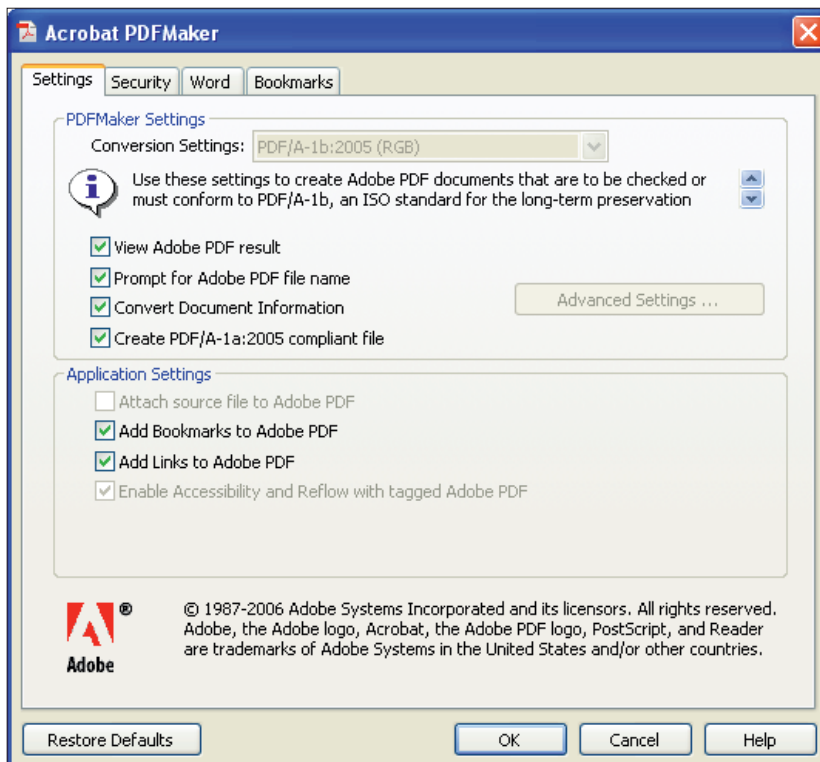 Acrobat PDFMaker
Settings Security Word Bookmarks
PDFMaker Settings
Conversion Settings: PDF/A-1b:2005 (RGB)
Use these settings to create Adobe PDF documents that are to be checked or
must conform to PDF/A-1b, an ISO standard for the long-term preservation
View Adobe PDF result
Prompt for Adobe PDF file name
Convert Document Information
Advanced Settings ...
Create PDF/A-1a:2005 compliant file
Application Settings
Attach source file to Adobe PDF
Add Bookmarks to Adobe PDF
Add Links to Adobe PDF
Enable Accessibility and Reflow with tagged Adobe PDF
® © 1987-2006 Adobe Systems Incorporated and its licensors. All rights reserved.
Adobe, the Adobe logo, Acrobat, the Adobe PDF logo, PostScript, and Reader
are trademarks of Adobe Systems in the United States and/or other countries.
Adobe
Restore Defaults OK Cancel Help